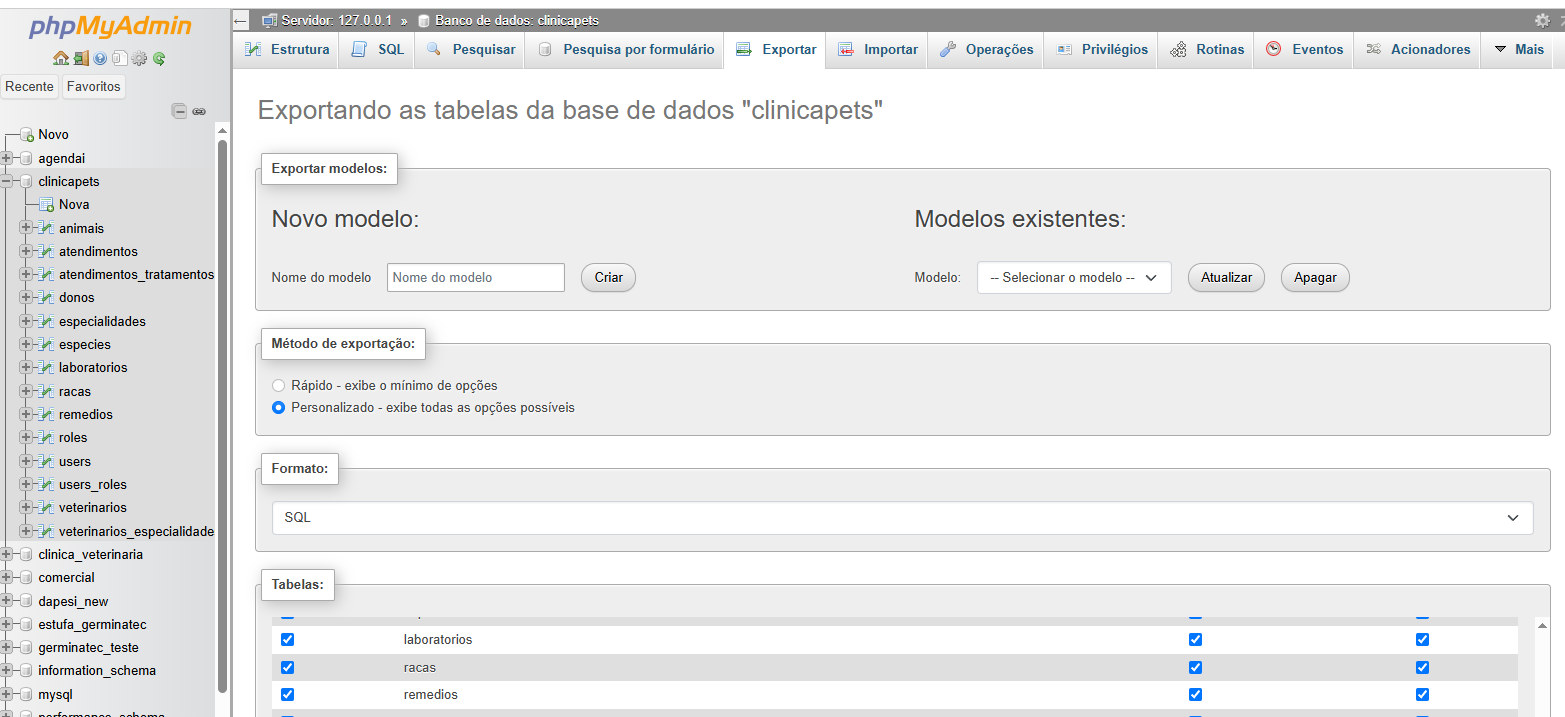 phpMyAdmin
Recente Favoritos
Novo
agendai
clinicapets
Nova
animais
atendimentos
atendimentos_tratamentos
donos
especialidades
especies
laboratorios
racas
remedios
roles
users
users_roles
veterinarios
veterinarios_especialidade
clinica_veterinaria
comercial
dapesi_new
estufa_germinatec
germinatec_teste
information_schema
mysql
performance_schema
Servidor: 127.0.0.1 » Banco de dados: clinicapets
Estrutura SQL Pesquisar Pesquisa por formulário Exportar Importar Operações Privilégios Rotinas Eventos Acionadores Mais
Exportando as tabelas da base de dados "clinicapets"
Exportar modelos:
Novo modelo: Modelos existentes:
Nome do modelo Nome do modelo Criar Modelo: -- Selecionar o modelo -- Atualizar Apagar
Método de exportação:
Rápido - exibe o mínimo de opções
Personalizado - exibe todas as opções possíveis
Formato:
SQL
Tabelas:
laboratorios
racas
remedios